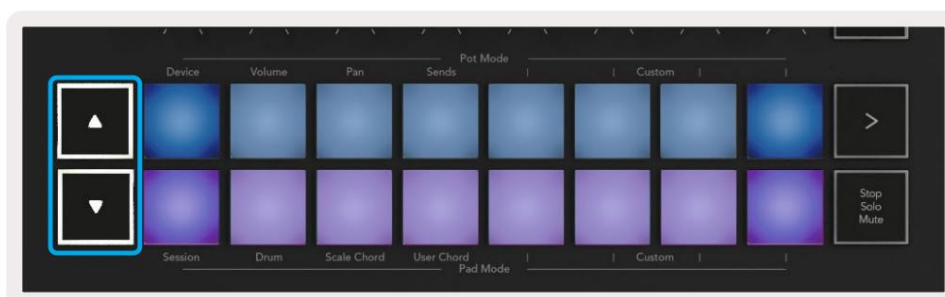 Pot Mode
Device Volume Pan Sends Custom
>
Stop
Solo
Mute
Session Drum Scale Chord User Chord Custom
Pad Mode